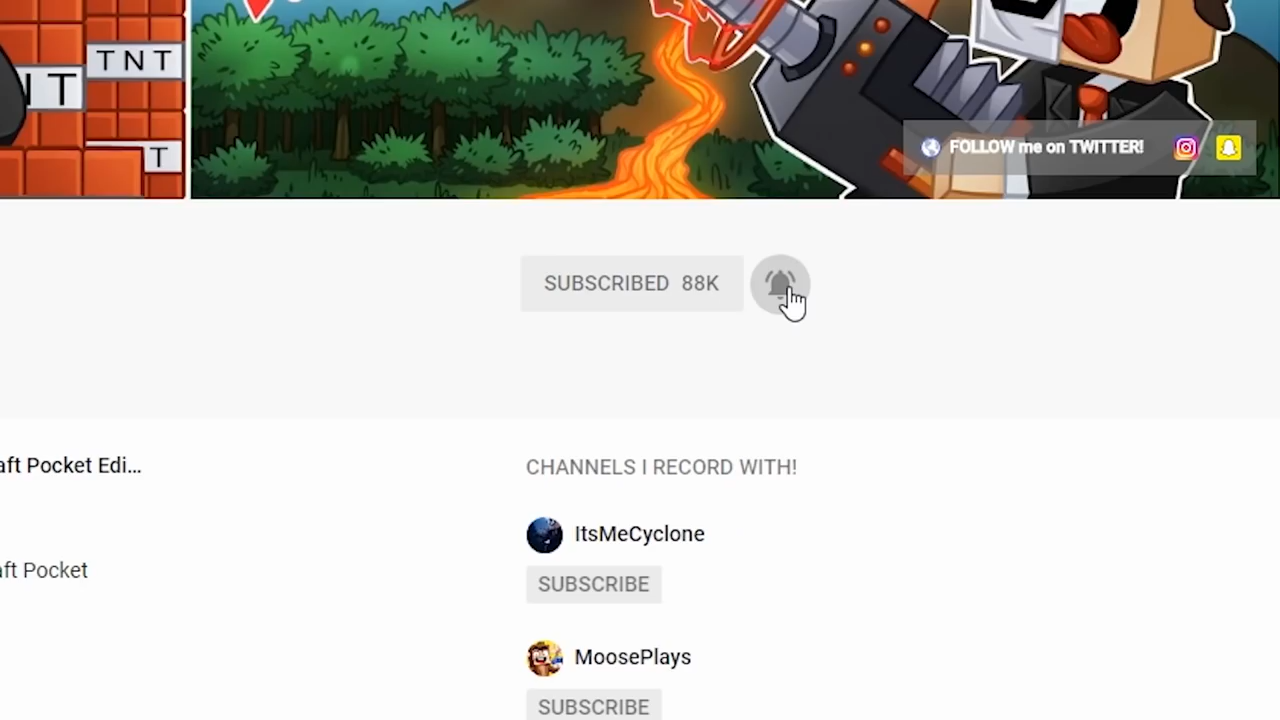 TNT
IT
T
FOLLOW me on TWITTER!
SUBSCRIBED 88K
aft Pocket Edi...
CHANNELS I RECORD WITH!
ItsMeCyclone
aft Pocket
SUBSCRIBE
MoosePlays
SUBSCRIBE